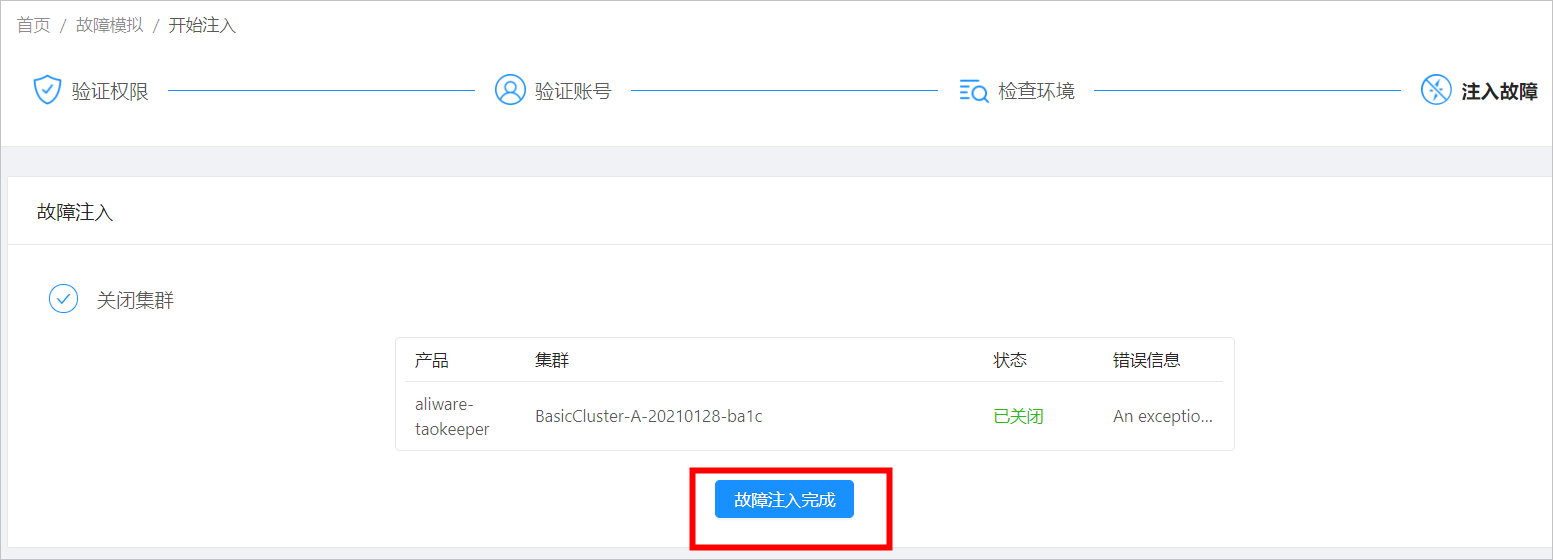 首页 / 故障模拟 / 开始注入
验证权限 验证账号 检查环境 注入故障
故障注入
关闭集群
产品 集群 状态 错误信息
aliware-
taokeeper BasicCluster-A-20210128-ba1c 已关闭 An exceptio...
故障注入完成